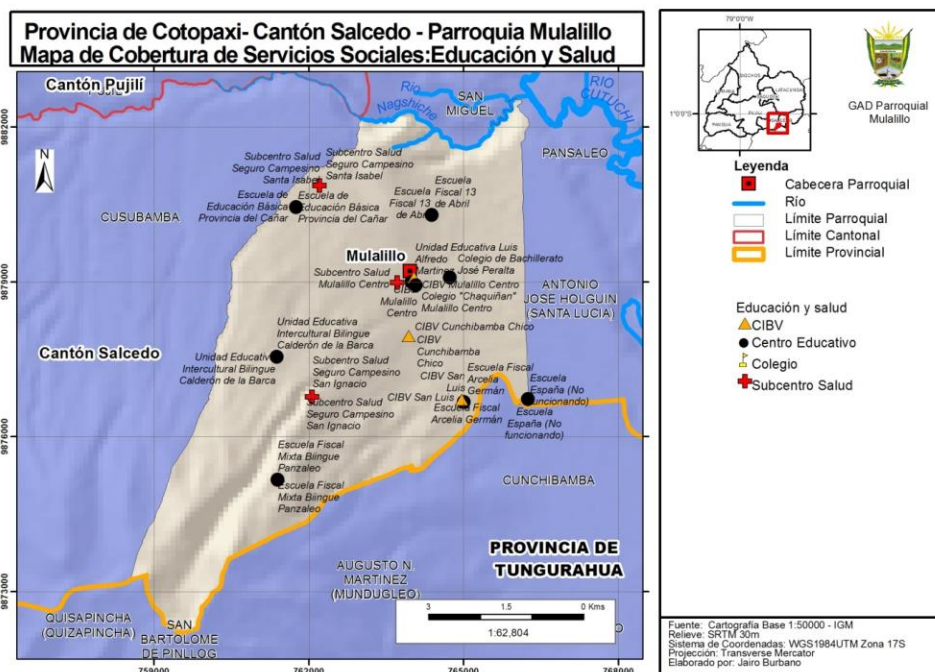 Provincia de Cotopaxi- Cantón Salcedo - Parroquia Mulalillo
Mapa de Cobertura de Servicios Sociales:Educación y Salud
Cantón Pujilí
SAN
MIGUEL
Rio
Nagshiche
RIO
CUTUCHI
9882000
N
PANSALEO
Subcentro Salud
Seguro Campesino
Santa Isabel
Subcentro Salud
Seguro Campesino
Santa Isabel
CUSUBAMBA
Escuela de
Educación Básica
Provincia del Cañar
Escuela de
Educación Básica
Provincia del Cañar
Escuela
Fiscal 13
de Abril
Escuela
Fiscal 13 de
Abril
Mulalillo
Unidad Educativa Luis
Alfredo
Martinez
Colegio de Bachillerato
José Peralta
Subcentro Salud
Mulalillo Centro
CIBV
Mulalillo
Centro
CIBV Mulalillo Centro
Colegio "Chaquiñan"
Mulalillo Centro
9879000
ANTONIO
JOSE HOLGUIN
(SANTA LUCIA)
Unidad Educativa
Intercultural Bilingue
Calderón de la Barca
Unidad Educativa
Intercultural Bilingue
Calderón de la Barca
CIBV Cunchibamba Chico
CIBV
Cunchibamba
Chico
Cantón Salcedo
Subcentro Salud
Seguro Campesino
San Ignacio
Subcentro Salud
Seguro Campesino
San Ignacio
CIBV San
Luis
CIBV San Luis
Escuela Fiscal
Arcelia
Germán
Escuela Fiscal
Arcelia Germán
Escuela
España (No
funcionando)
Escuela
España (No
funcionando)
9876000
Escuela Fiscal
Mixta Biingue
Panzaleo
Escuela Fiscal
Mixta Biingue
Panzaleo
CUNCHIBAMBA
PROVINCIA DE
TUNGURAHUA
AUGUSTO N.
MARTINEZ
(MUNDUGLEO)
9873000
QUISAPINCHA
(QUIZAPINCHA)
SAN
BARTOLOME
DE PINLLOG
3 1.5 0 Kms
1:62,804
759000 762000 765000 768000
79°0'0"W
1°0'0"S
GAD Parroquial
Mulalillo
Leyenda
Cabecera Parroquial
Río
Límite Parroquial
Límite Cantonal
Límite Provincial
Educación y salud
CIBV
Centro Educativo
Colegio
Subcentro Salud
Fuente: Cartografía Base 1:50000 - IGM
Relieve: SRTM 30m
Sistema de Coordenadas: WGS1984UTM Zona 17S
Projección: Transverse Mercator
Elaborado por: Jairo Burbano